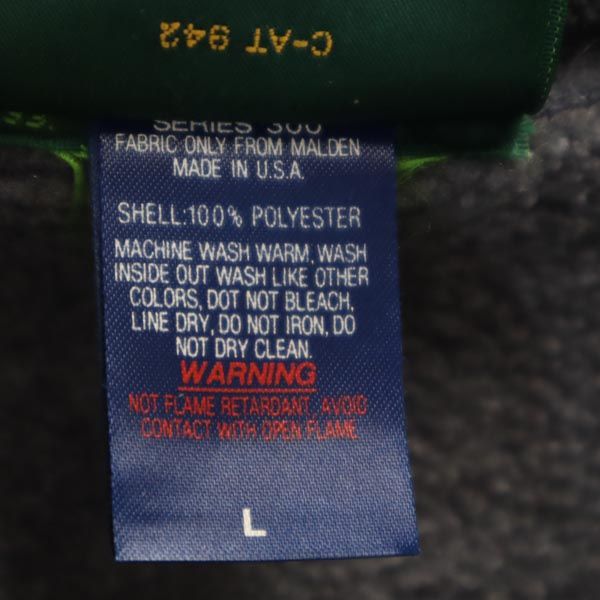 C-AT 942
SERIES 300
FABRIC ONLY FROM MALDEN
MADE IN U.S.A.
SHELL:100% POLYESTER
MACHINE WASH WARM, WASH
INSIDE OUT WASH LIKE OTHER
COLORS, DOT NOT BLEACH,
LINE DRY, DO NOT IRON, DO
NOT DRY CLEAN.
WARNING
NOT FLAME RETARDANT, AVOID
CONTACT WITH OPEN FLAME
L